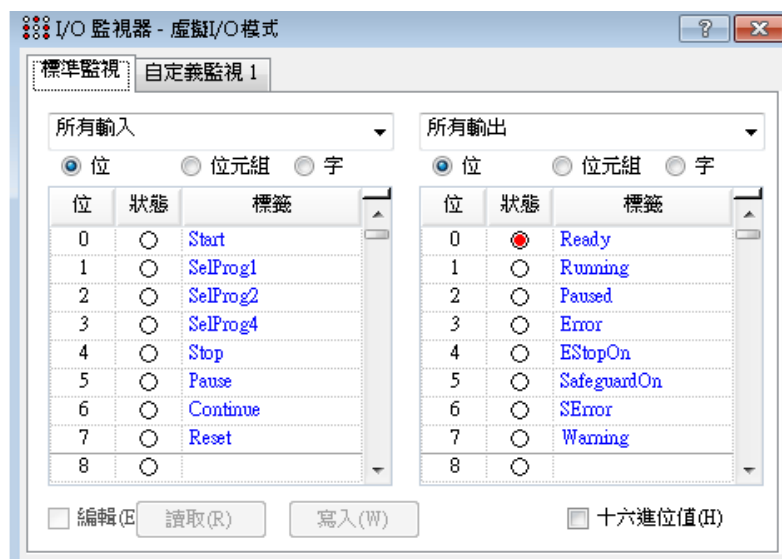 I/O 監視器 - 虛擬I/O模式
標準監視 自定義監視 1
所有輸入 所有輸出
位 位元組 字 位 位元組 字
位 狀態 標籤 位 狀態 標籤
0 Start 0 Ready
1 SelProg1 1 Running
2 SelProg2 2 Paused
3 SelProg4 3 Error
4 Stop 4 EStopOn
5 Pause 5 SafeguardOn
6 Continue 6 SError
7 Reset 7 Warning
8 8
編輯(E 讀取(R) 寫入(W) 十六進位值(H)